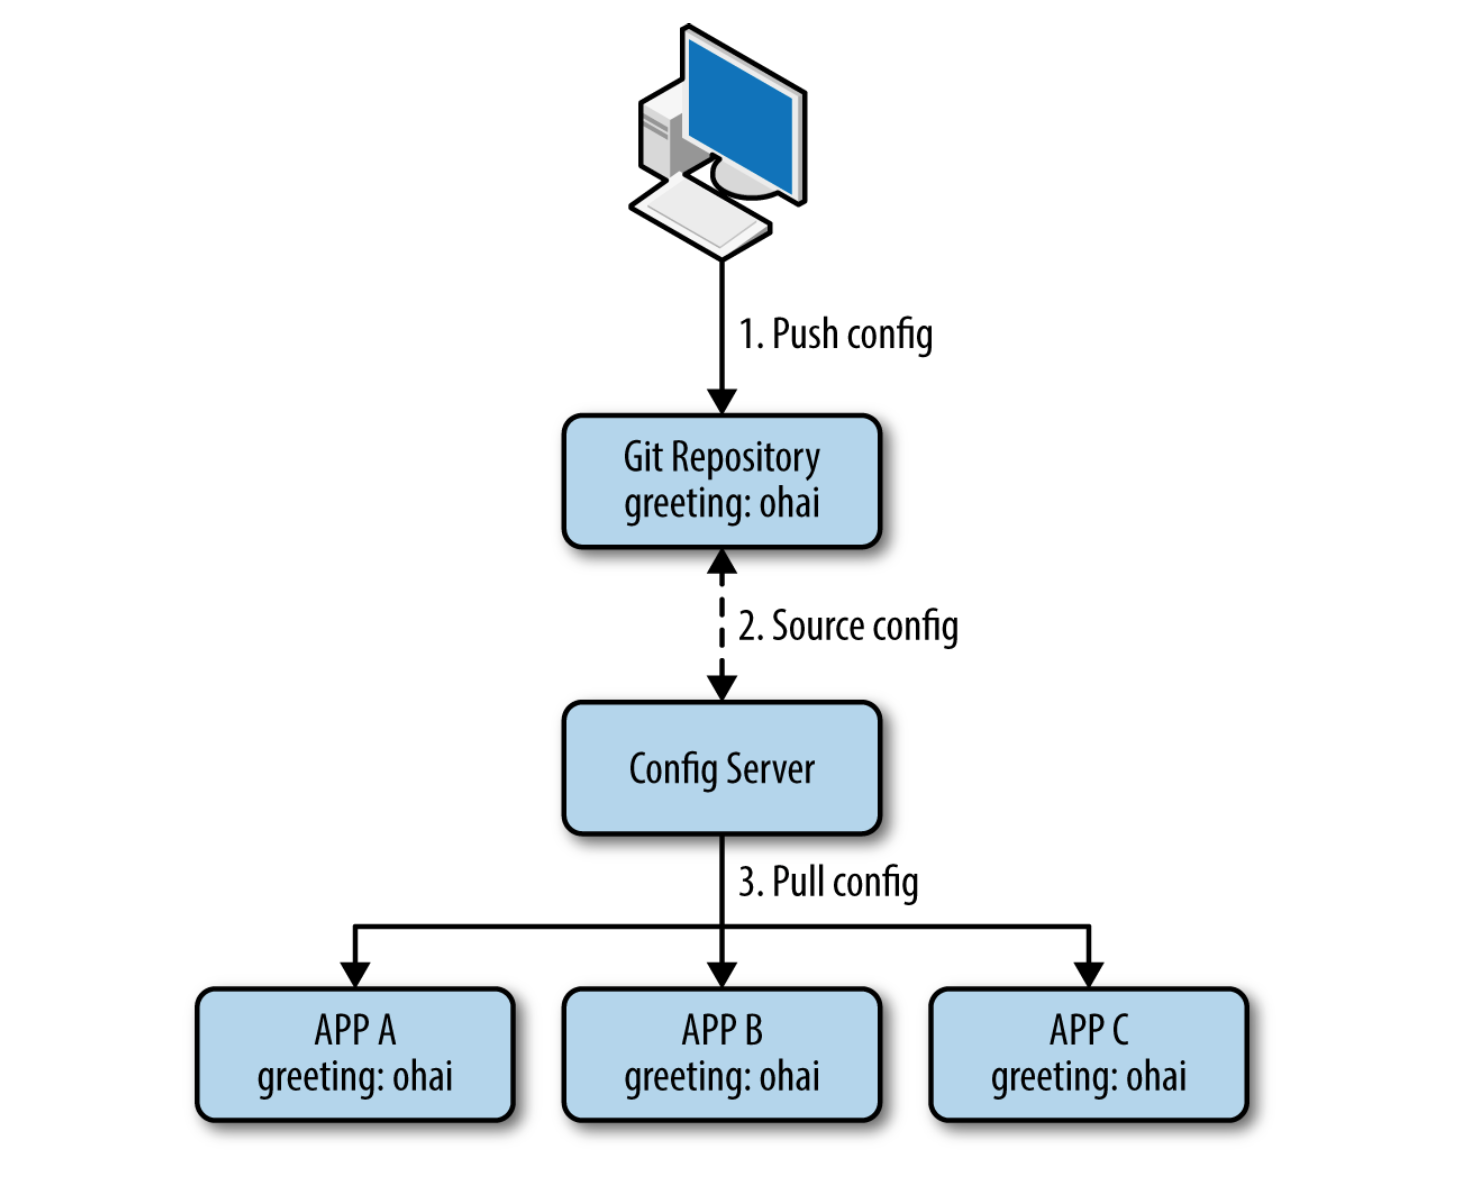 1. Push config
Git Repository
greeting: ohai
2. Source config
Config Server
3. Pull config
APP A
greeting: ohai
APP B
greeting: ohai
APP C
greeting: ohai